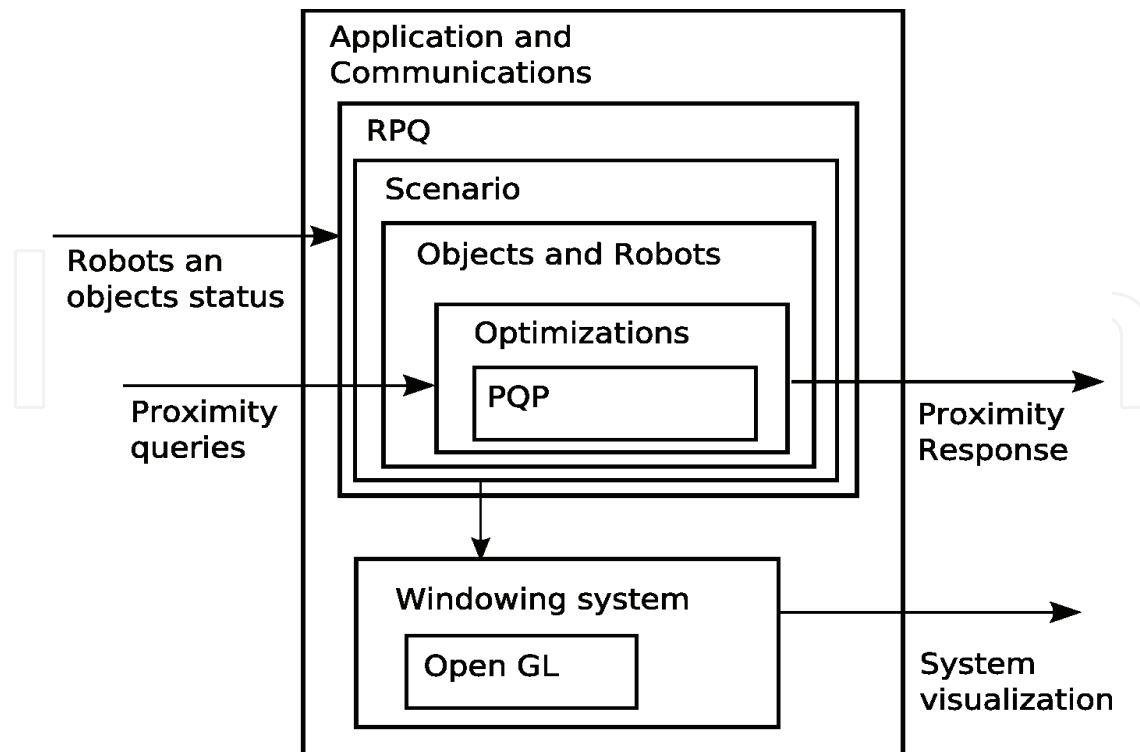 Application and
Communications
RPQ
Scenario
Robots an
objects status
Objects and Robots
Optimizations
PQP
Proximity
queries
Proximity
Response
Windowing system
Open GL
System
visualization